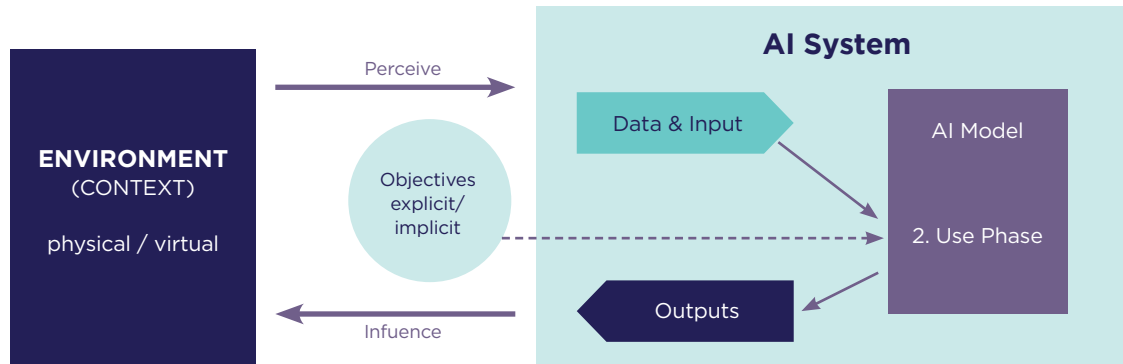 AI System
Perceive
Data & Input
AI Model
ENVIRONMENT
(CONTEXT)
physical / virtual
Objectives
explicit/
implicit
2. Use Phase
Outputs
Infuence